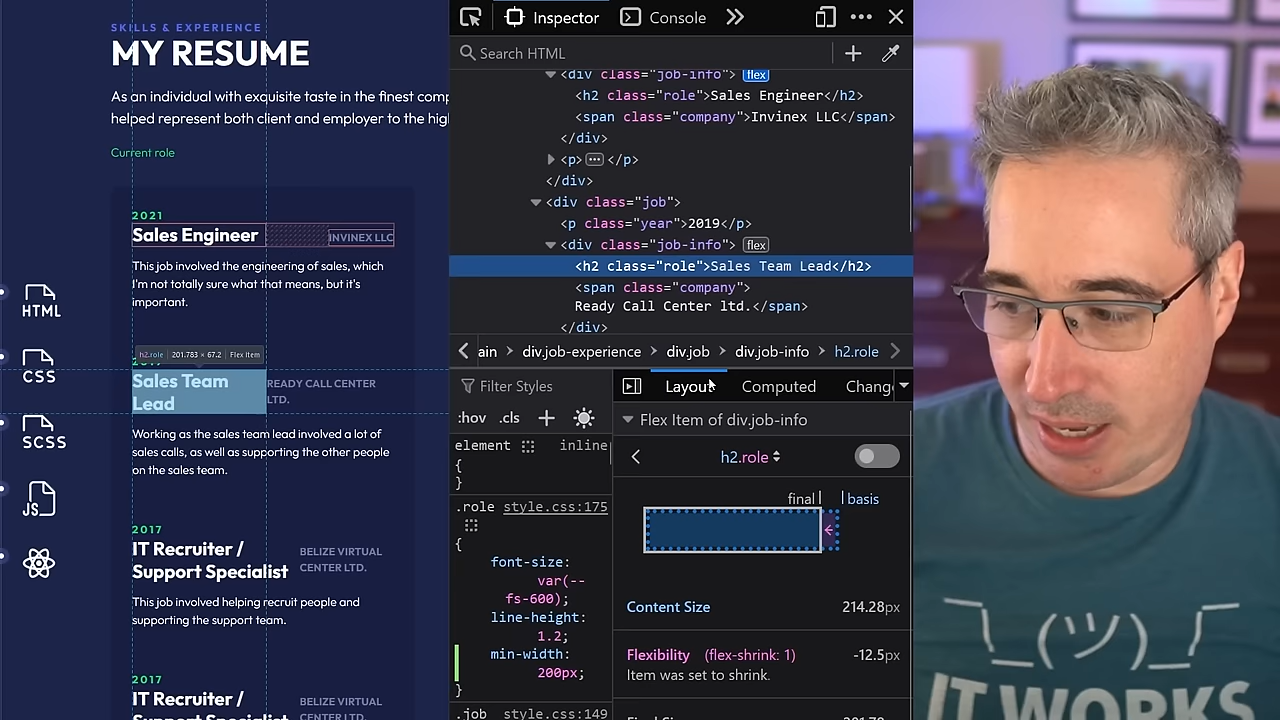 SKILLS & EXPERIENCE
MY RESUME
As an individual with exquisite taste in the finest comp
helped represent both client and employer to the high
Current role
2021
Sales Engineer
INVINEX LLC
This job involved the engineering of sales, which
I'm not totally sure what that means, but it's
important.
h2.role | 201.783 × 67.2 | Flex Item
Sales Team
Lead
READY CALL CENTER
LTD.
Working as the sales team lead involved a lot of
sales calls, as well as supporting the other people
on the sales team.
2017
IT Recruiter /
Support Specialist
BELIZE VIRTUAL
CENTER LTD.
This job involved helping recruit people and
supporting the support team.
2017
IT Recruiter /
Support Specialist
BELIZE VIRTUAL
CENTER LTD.
HTML
CSS
SCSS
JS
Inspector
Console
Search HTML
<div class="job-info"> flex
<h2 class="role">Sales Engineer</h2>
<span class="company">Invinex LLC</span>
</div>
<p> ... </p>
</div>
<div class="job">
<p class="year">2019</p>
<div class="job-info"> flex
<h2 class="role">Sales Team Lead</h2>
<span class="company">
Ready Call Center ltd.</span>
</div>
ain > div.job-experience > div.job > div.job-info > h2.role
Filter Styles
:hov .cls +
element inline
{
}
.role style.css:175
{
font-size:
var(--
fs-600);
line-height:
1.2;
min-width:
200px;
}
.job style.css:149
Layout
Computed
Chang
Flex Item of div.job-info
h2.role
final
basis
Content Size 214.28px
Flexibility (flex-shrink: 1) -12.5px
Item was set to shrink.
¯\_(ツ)_/¯
IT WORKS